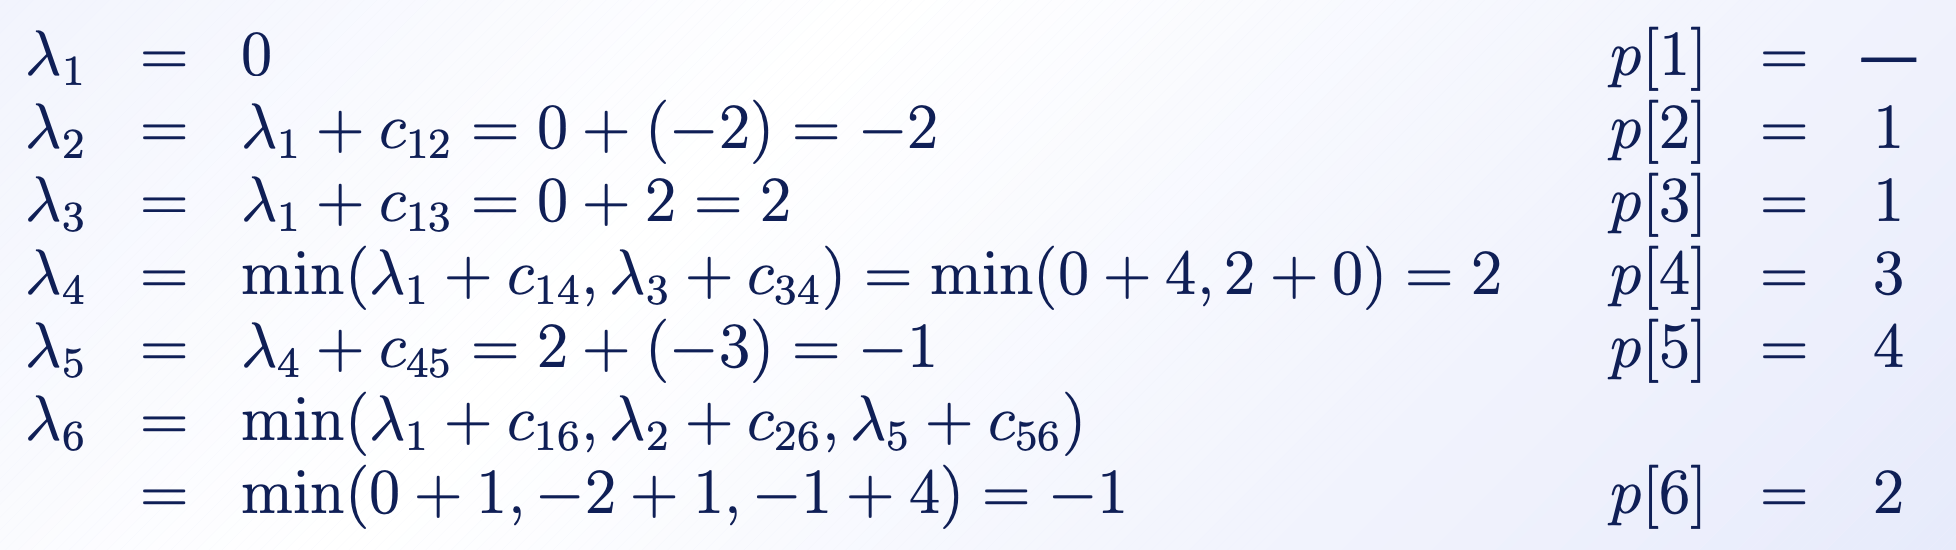 λ₁ = 0 p[1] = —
λ₂ = λ₁ + c₁₂ = 0 + (−2) = −2 p[2] = 1
λ₃ = λ₁ + c₁₃ = 0 + 2 = 2 p[3] = 1
λ₄ = min(λ₁ + c₁₄, λ₃ + c₃₄) = min(0 + 4, 2 + 0) = 2 p[4] = 3
λ₅ = λ₄ + c₄₅ = 2 + (−3) = −1 p[5] = 4
λ₆ = min(λ₁ + c₁₆, λ₂ + c₂₆, λ₅ + c₅₆)
= min(0 + 1, −2 + 1, −1 + 4) = −1 p[6] = 2